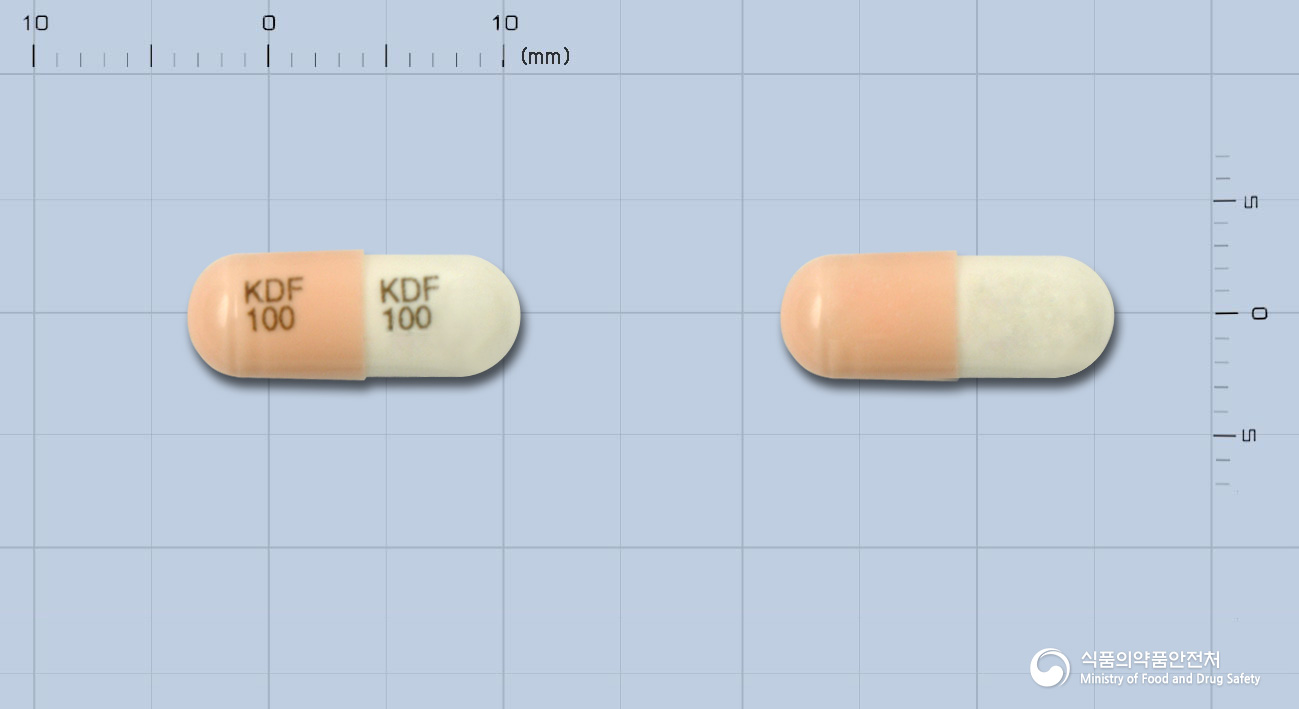 10 0 10
(mm)
KDF
100
KDF
100
5
0
5
식품의약품안전처
Ministry of Food and Drug Safety